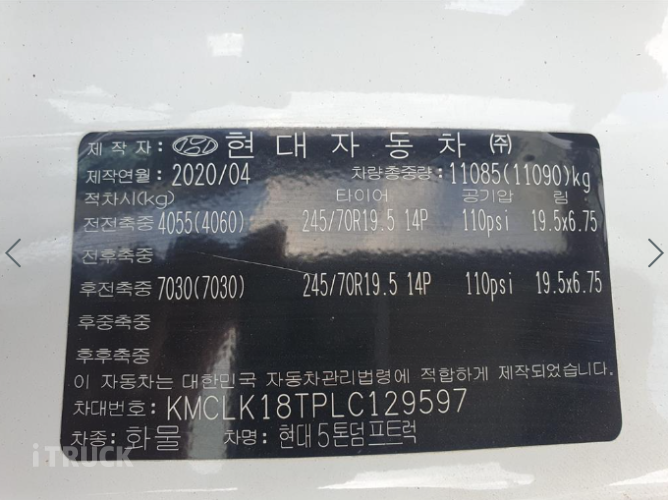 제 작 자: 현 대 자 동 차 ㈜
제작연월: 2020/04 차량총중량: 11085(11090)kg
적차시(kg) 타이어 공기압 림
전전축중 4055(4060) 245/70R19.5 14P 110psi 19.5x6.75
전후축중
후전축중 7030(7030) 245/70R19.5 14P 110psi 19.5x6.75
후중축중
후후축중
이 자동차는 대한민국 자동차관리법령에 적합하게 제작되었습니다.
차대번호: KMCLK18TPLC129597
차종: 화물 차명: 현대 5톤덤프트럭
iTRUCK